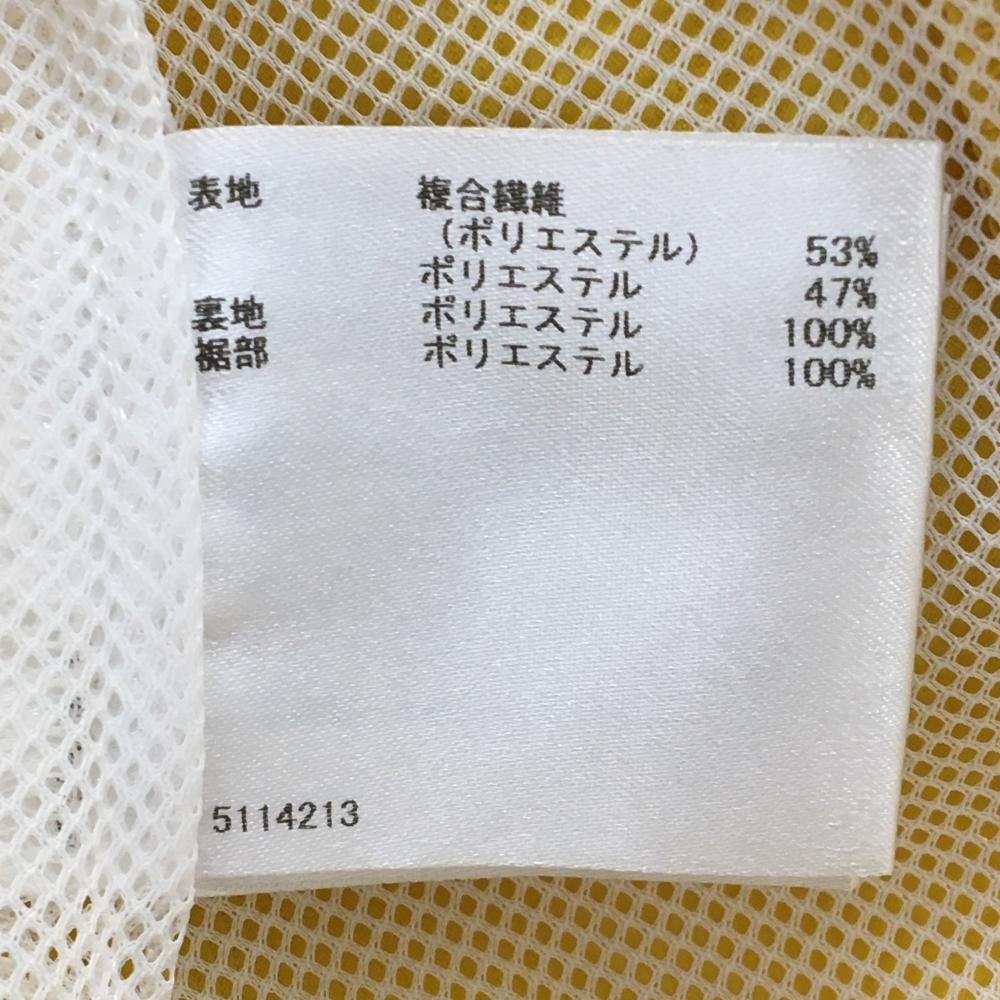 表地 複合繊維
(ポリエステル) 53%
ポリエステル 47%
裏地 ポリエステル 100%
裾部 ポリエステル 100%
5114213